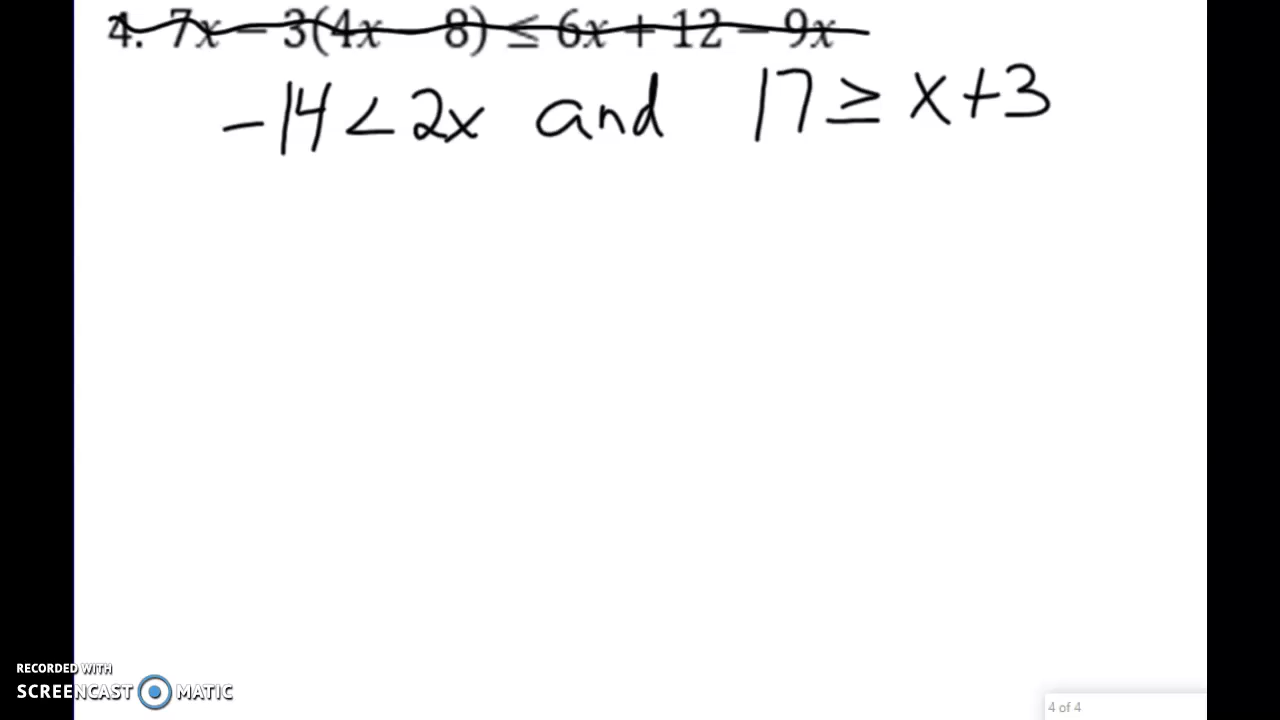 4. 7x – 3(4x – 8) ≤ 6x + 12 – 9x
-14 < 2x and 17 ≥ x+3
RECORDED WITH
SCREENCAST MATIC
4 of 4